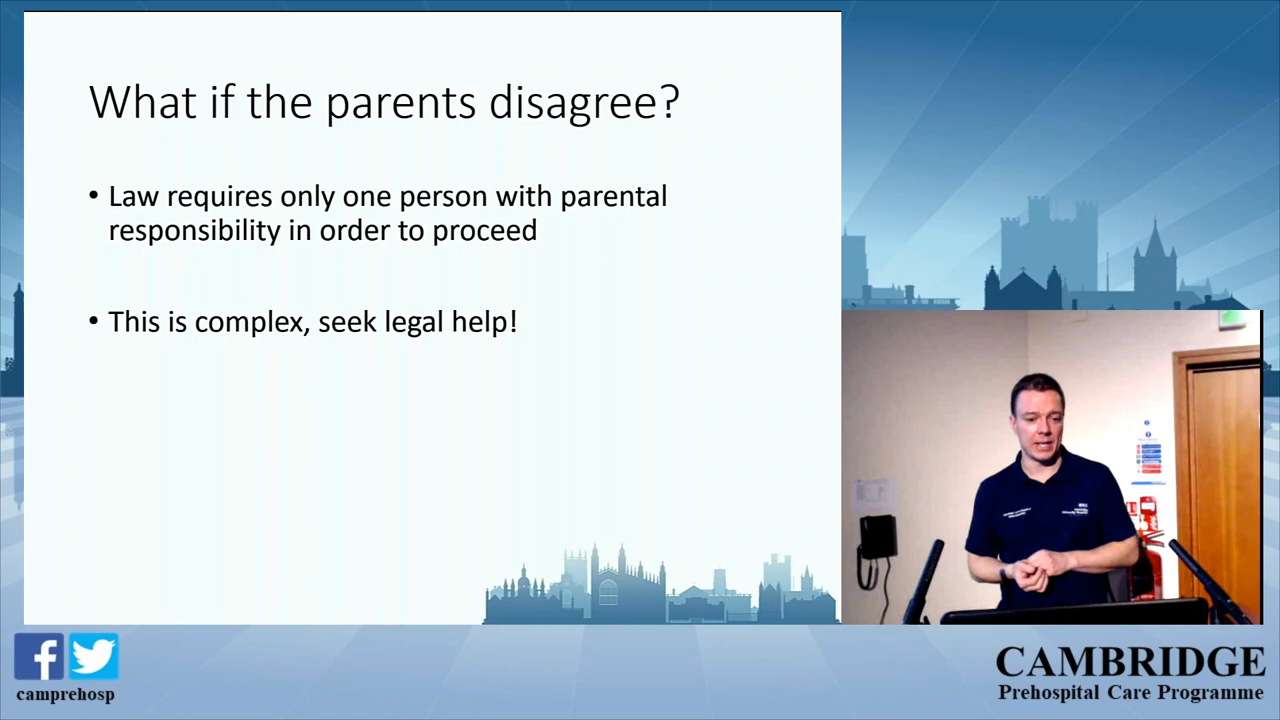 What if the parents disagree?
• Law requires only one person with parental
responsibility in order to proceed
• This is complex, seek legal help!
camprehosp
CAMBRIDGE
Prehospital Care Programme